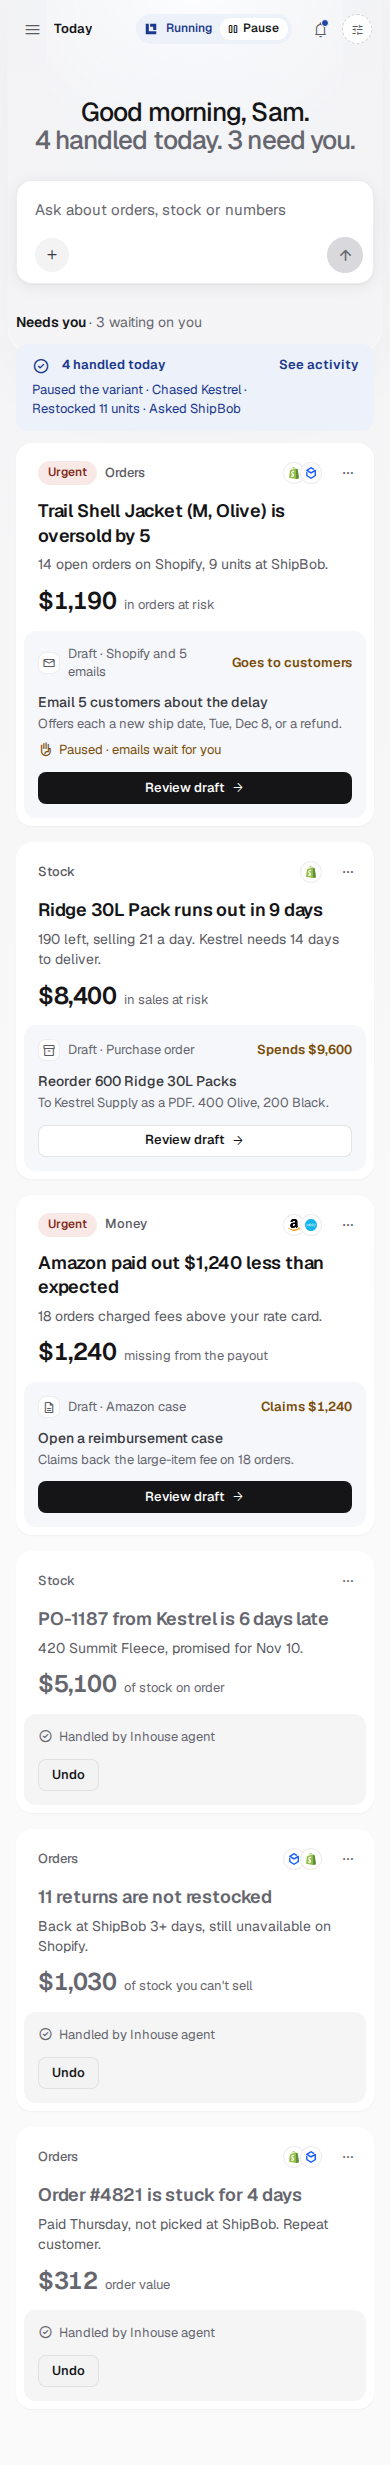 Today
Running
Pause
Good morning, Sam.
4 handled today. 3 need you.
Ask about orders, stock or numbers
Needs you · 3 waiting on you
4 handled today
See activity
Paused the variant · Chased Kestrel ·
Restocked 11 units · Asked ShipBob
Urgent
Orders
Trail Shell Jacket (M, Olive) is
oversold by 5
14 open orders on Shopify, 9 units at ShipBob.
$1,190 in orders at risk
Draft · Shopify and 5
emails
Goes to customers
Email 5 customers about the delay
Offers each a new ship date, Tue, Dec 8, or a refund.
Paused · emails wait for you
Review draft →
Stock
Ridge 30L Pack runs out in 9 days
190 left, selling 21 a day. Kestrel needs 14 days
to deliver.
$8,400 in sales at risk
Draft · Purchase order
Spends $9,600
Reorder 600 Ridge 30L Packs
To Kestrel Supply as a PDF. 400 Olive, 200 Black.
Review draft →
Urgent
Money
Amazon paid out $1,240 less than
expected
18 orders charged fees above your rate card.
$1,240 missing from the payout
Draft · Amazon case
Claims $1,240
Open a reimbursement case
Claims back the large-item fee on 18 orders.
Review draft →
Stock
PO-1187 from Kestrel is 6 days late
420 Summit Fleece, promised for Nov 10.
$5,100 of stock on order
Handled by Inhouse agent
Undo
Orders
11 returns are not restocked
Back at ShipBob 3+ days, still unavailable on
Shopify.
$1,030 of stock you can't sell
Handled by Inhouse agent
Undo
Orders
Order #4821 is stuck for 4 days
Paid Thursday, not picked at ShipBob. Repeat
customer.
$312 order value
Handled by Inhouse agent
Undo